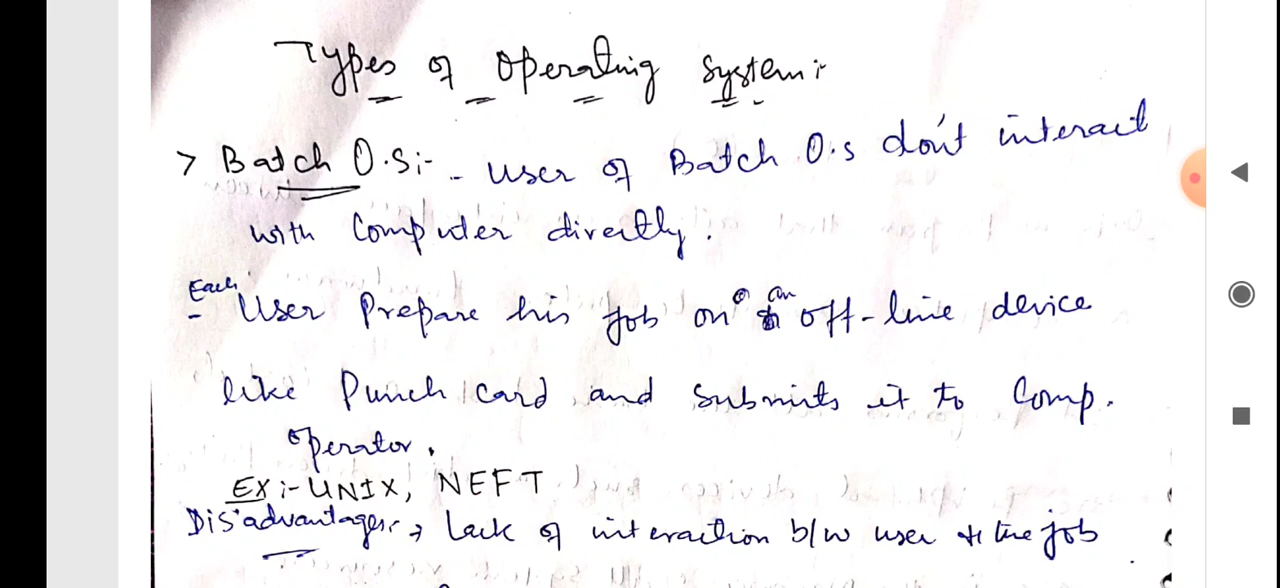 Types of operating system :-
> Batch O.S :- - User of Batch O.S don't interact
with Computer directly.
- Each User Prepare his job on an off-line device
like Punch card and submits it to Comp.
operator.
EX :- UNIX, NEFT
Disadvantages :- → Lack of interaction b/w user & the job